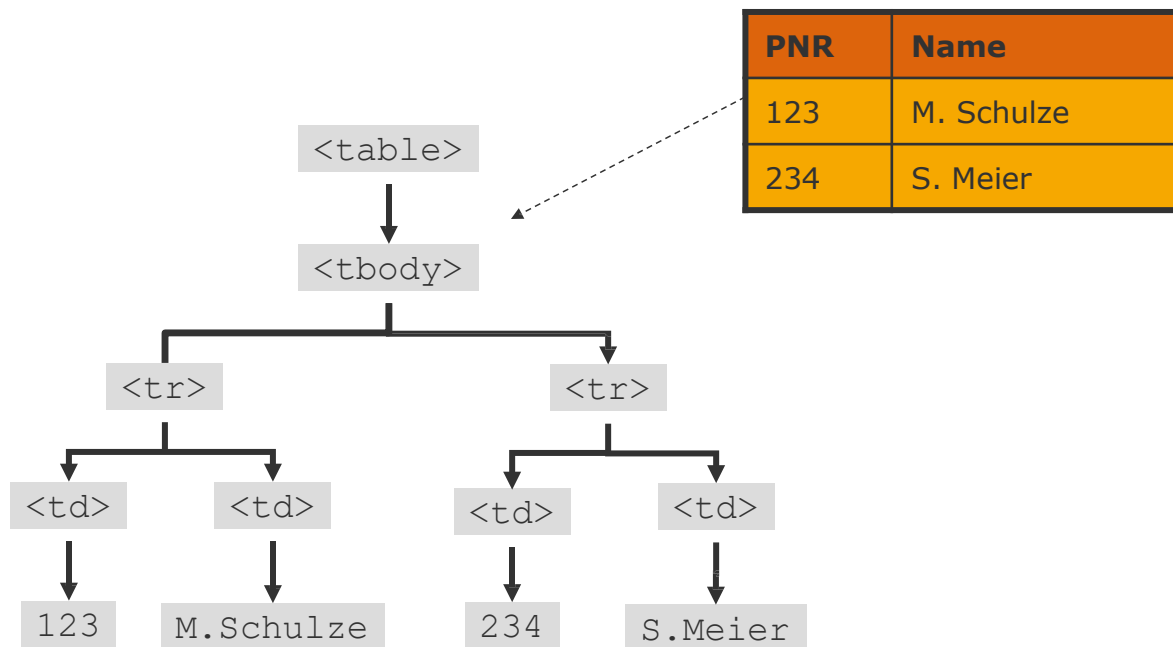 PNR Name
123 M. Schulze
234 S. Meier
<table>
<tbody>
<tr> <tr>
<td> <td> <td> <td>
123 M.Schulze 234 S.Meier